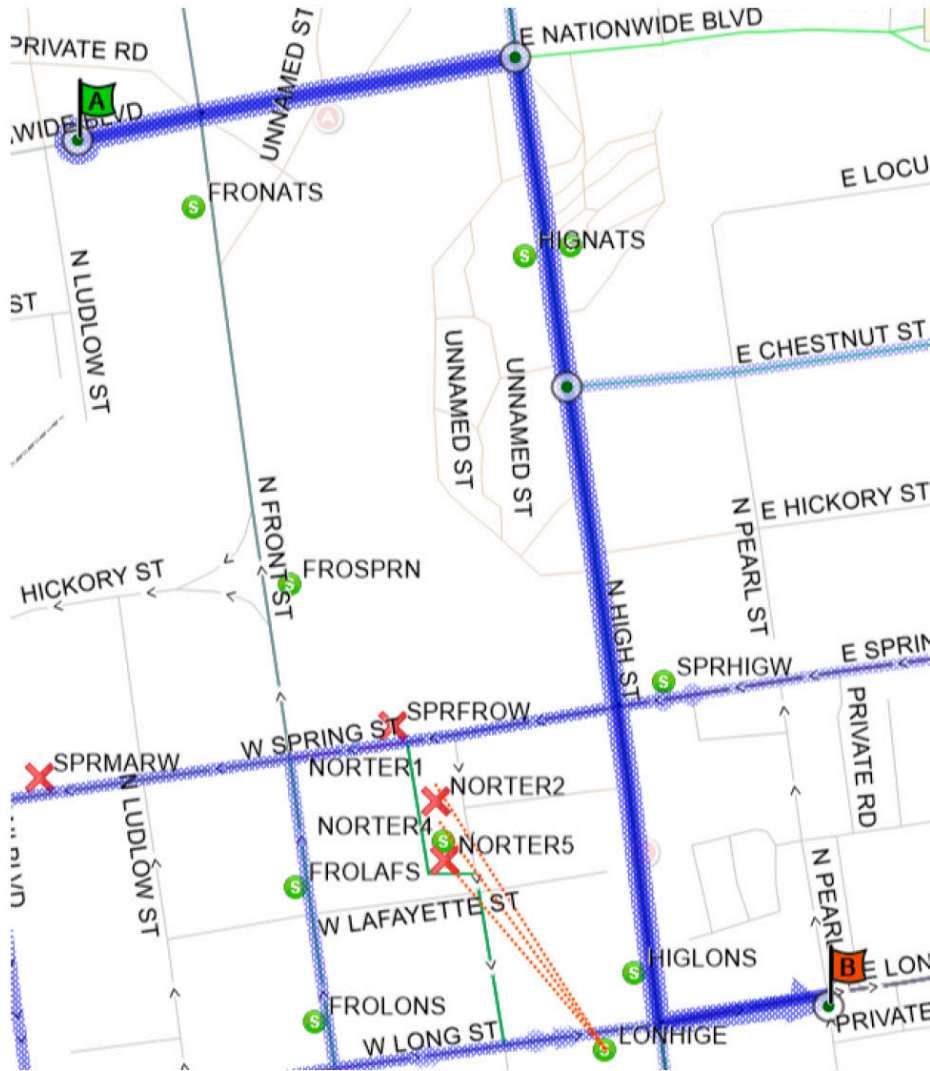 E NATIONWIDE BLVD
UNNAMED ST
PRIVATE RD
A
WIDE BLVD
A
E LOCU
FRONATS
S
HIGNATS
S
S
N LUDLOW ST
ST
E CHESTNUT ST
UNNAMED ST
UNNAMED ST
N FRONT ST
E HICKORY ST
N PEARL ST
FROSPRN
S
HICKORY ST
N HIGH ST
E SPRIN
SPRHIGW
S
PRIVATE RD
SPRFROW
W SPRING ST
SPRMARW
NORTER1
NORTER2
N LUDLOW ST
NORTER4
S
NORTER5
FROLAFS
S
BLVD
W LAFAYETTE ST
N PEARL
HIGLONS
S
B
E LON
FROLONS
S
W LONG ST
LONHIGE
S
PRIVATE